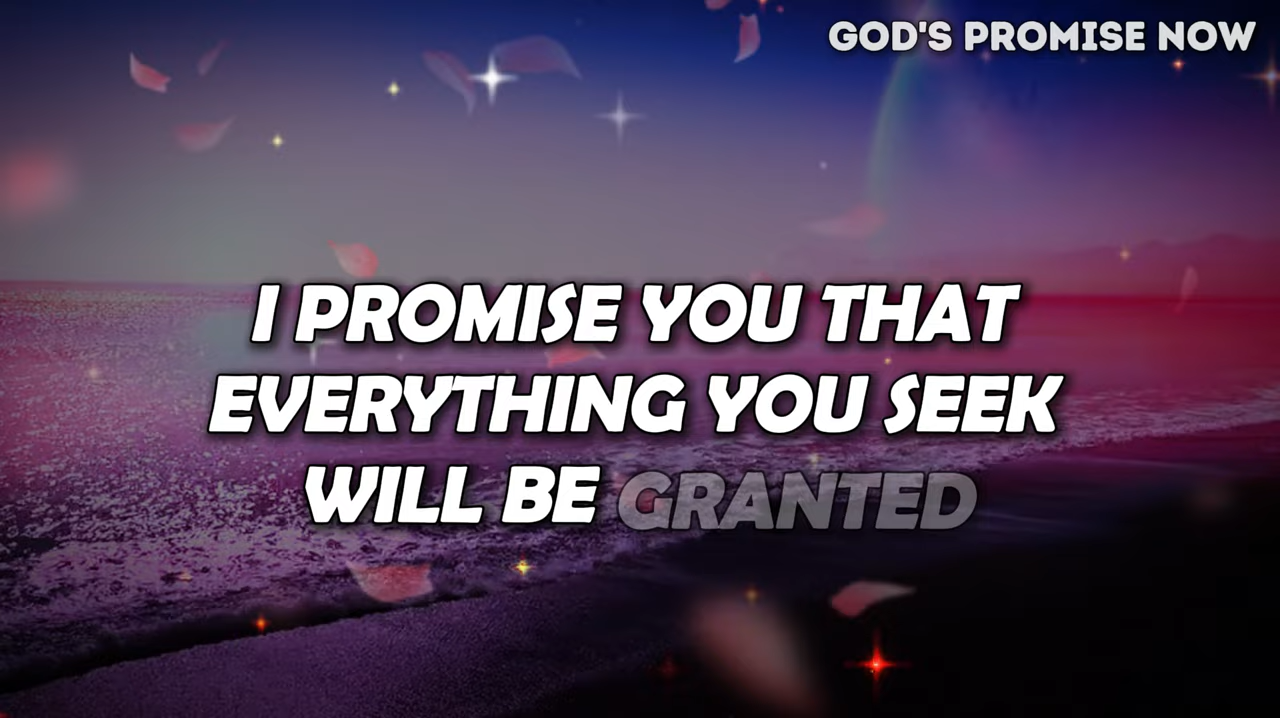 GOD'S PROMISE NOW
I PROMISE YOU THAT
EVERYTHING YOU SEEK
WILL BE GRANTED